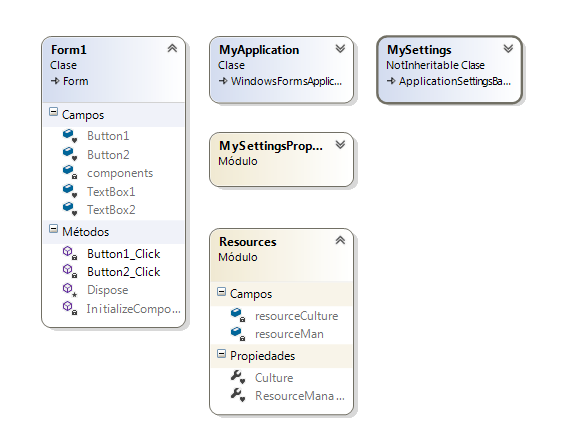 Form1
Clase
Form
Campos
Button1
Button2
components
TextBox1
TextBox2
Métodos
Button1_Click
Button2_Click
Dispose
InitializeCompo...
MyApplication
Clase
WindowsFormsApplic...
MySettings
NotInheritable Clase
ApplicationSettingsBa...
MySettingsProp...
Módulo
Resources
Módulo
Campos
resourceCulture
resourceMan
Propiedades
Culture
ResourceMana...